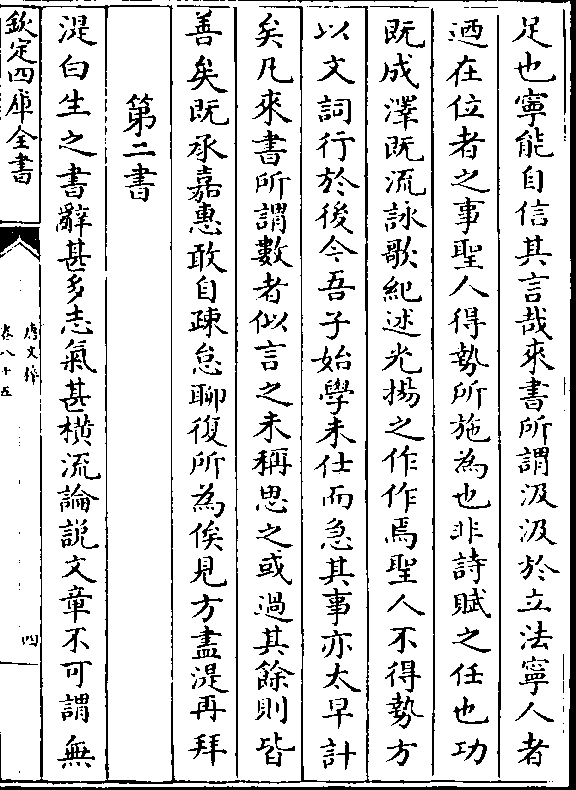 足也寧能自信其言哉來書所謂汲汲於立法寧人者
廼在位者之事聖人得勢所施為也非詩賦之任也功
既成澤既流詠歌紀述光揚之作作焉聖人不得勢方
以文詞行於後今吾子始學未仕而急其事亦太早計
矣凡來書所謂數者似言之未稱思之或過其餘則皆
善矣既承嘉惠敢自疎怠聊復所為俟見方盡湜再拜
第二書
湜白生之書辭甚多志氣甚横流論説文章不可謂無
欽定四庫全書
唐文粹
卷八十五
四